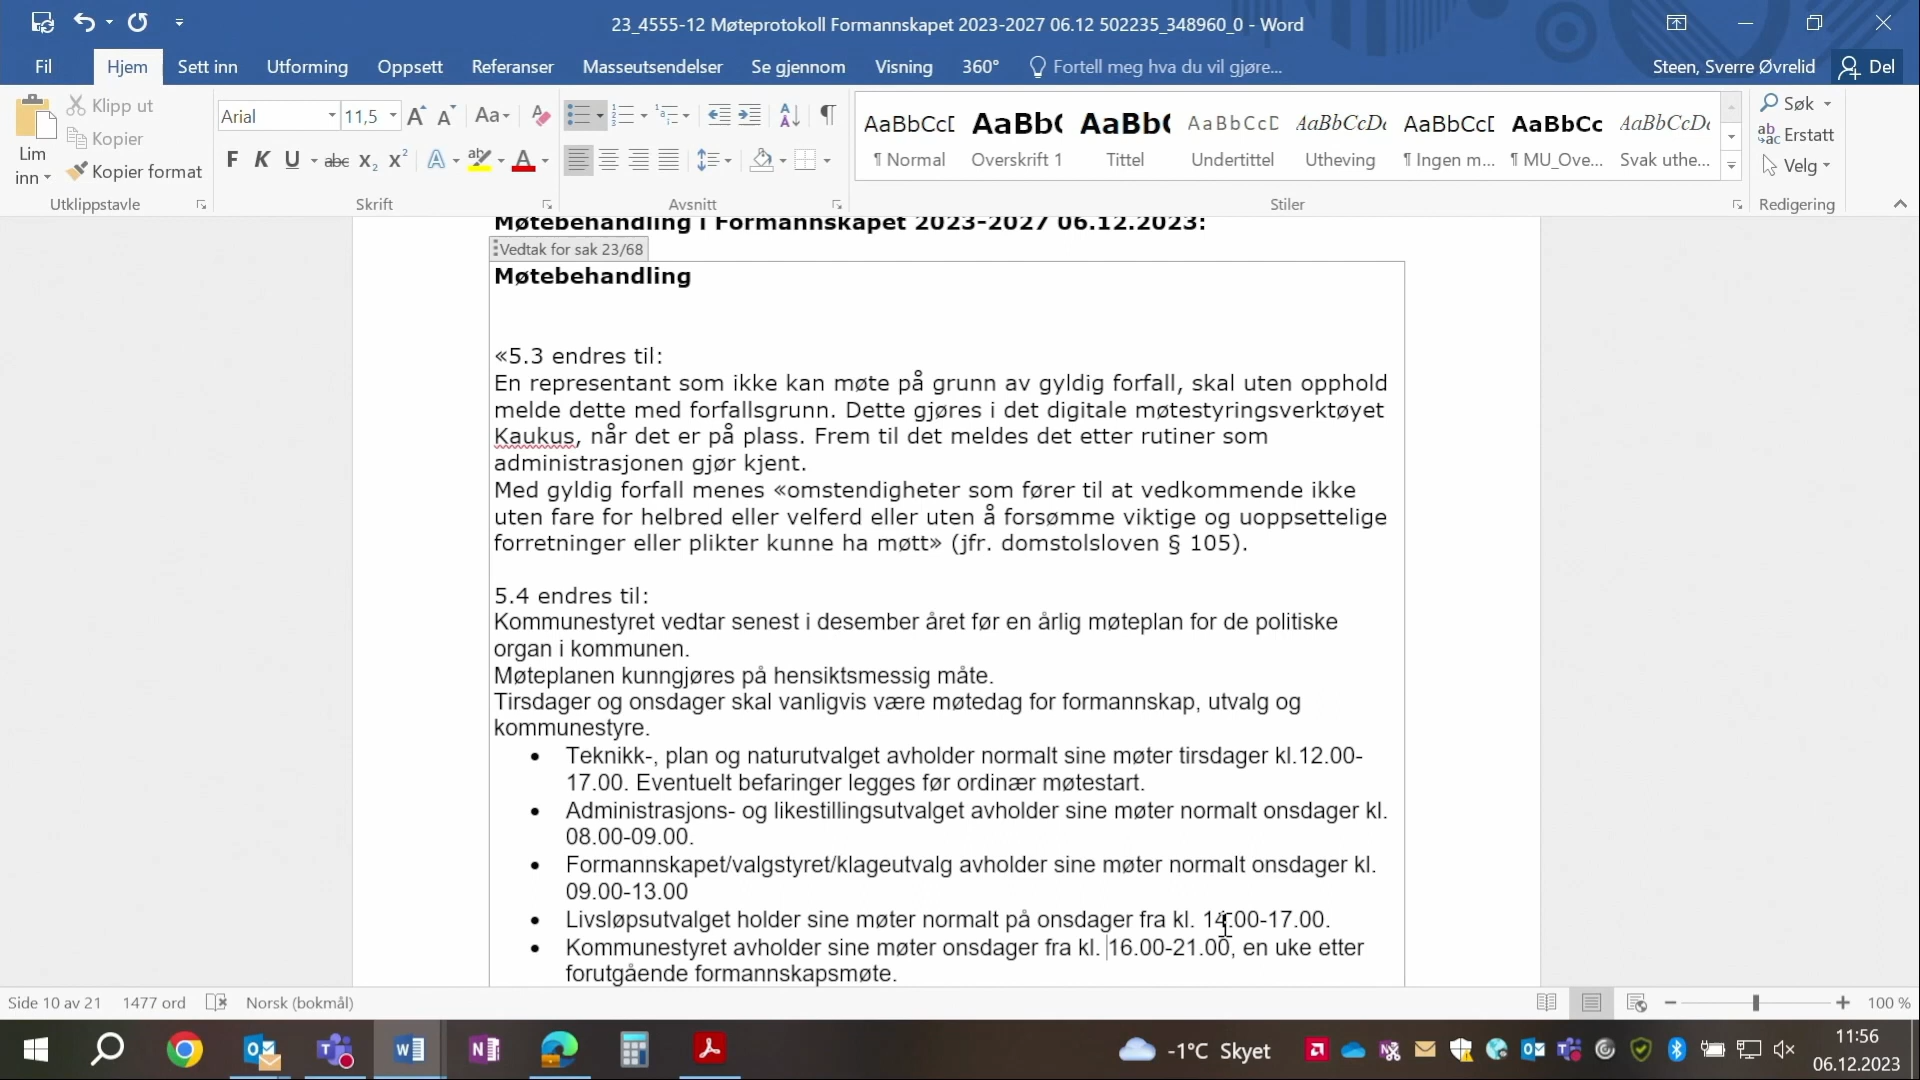 23_4555-12 Møteprotokoll Formannskapet 2023-2027 06.12 502235_348960_0 - Word
Fil Hjem Sett inn Utforming Oppsett Referanser Masseutsendelser Se gjennom Visning 360° Fortell meg hva du vil gjøre... Steen, Sverre Øvrelid Del
Lim inn
Klipp ut
Kopier
Kopier format
Utklippstavle
Arial 11,5
F K U abc
Skrift
Avsnitt
AaBbCcD ¶ Normal
AaBb( Overskrift 1
AaBb( Tittel
AaBbCcD Undertittel
AaBbCcDc Utheving
AaBbCcD ¶ Ingen m...
AaBbCc ¶ MU_Ove...
AaBbCcDc Svak uthe...
Stiler
Søk
Erstatt
Velg
Redigering
Møtebehandling i Formannskapet 2023-2027 06.12.2023:
Vedtak for sak 23/68
Møtebehandling
«5.3 endres til:
En representant som ikke kan møte på grunn av gyldig forfall, skal uten opphold
melde dette med forfallsgrunn. Dette gjøres i det digitale møtestyringsverktøyet
Kaukus, når det er på plass. Frem til det meldes det etter rutiner som
administrasjonen gjør kjent.
Med gyldig forfall menes «omstendigheter som fører til at vedkommende ikke
uten fare for helbred eller velferd eller uten å forsømme viktige og uoppsettelige
forretninger eller plikter kunne ha møtt» (jfr. domstolsloven § 105).
5.4 endres til:
Kommunestyret vedtar senest i desember året før en årlig møteplan for de politiske
organ i kommunen.
Møteplanen kunngjøres på hensiktsmessig måte.
Tirsdager og onsdager skal vanligvis være møtedag for formannskap, utvalg og
kommunestyre.
• Teknikk-, plan og naturutvalget avholder normalt sine møter tirsdager kl.12.00-
17.00. Eventuelt befaringer legges før ordinær møtestart.
• Administrasjons- og likestillingsutvalget avholder sine møter normalt onsdager kl.
08.00-09.00.
• Formannskapet/valgstyret/klageutvalg avholder sine møter normalt onsdager kl.
09.00-13.00
• Livsløpsutvalget holder sine møter normalt på onsdager fra kl. 14.00-17.00.
• Kommunestyret avholder sine møter onsdager fra kl. 16.00-21.00, en uke etter
forutgående formannskapsmøte.
Side 10 av 21 1477 ord Norsk (bokmål) 100 %
-1°C Skyet
11:56
06.12.2023